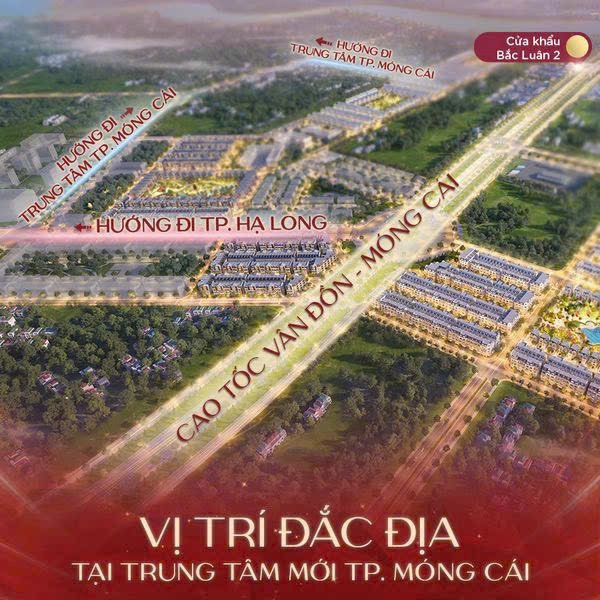 HƯỚNG ĐI
TRUNG TÂM TP. MÓNG CÁI
Cửa khẩu
Bắc Luân 2
HƯỚNG ĐI
TRUNG TÂM TP. MÓNG CÁI
HƯỚNG ĐI TP. HẠ LONG
CAO TỐC VÂN ĐỒN - MÓNG CÁI
VỊ TRÍ ĐẮC ĐỊA
TẠI TRUNG TÂM MỚI TP. MÓNG CÁI